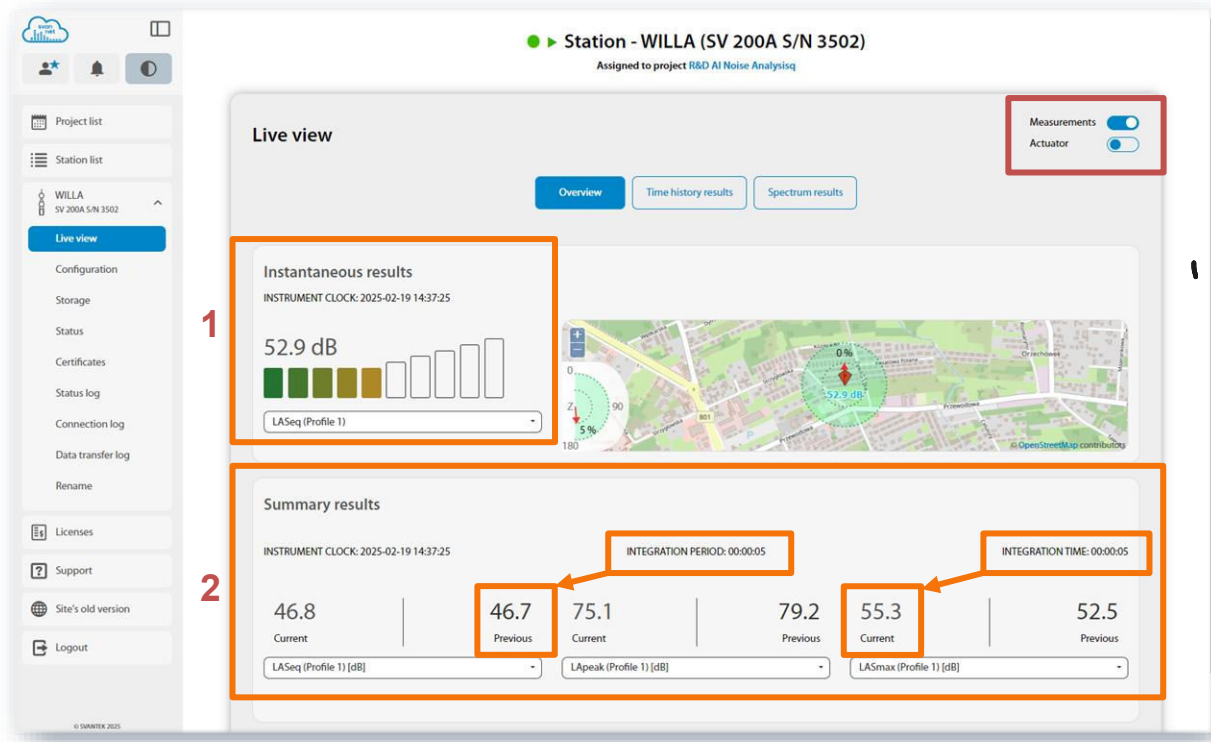 svan
net
Station - WILLA (SV 200A S/N 3502)
Assigned to project R&D AI Noise Analysisq
Project list
Station list
WILLA
SV 200A S/N 3502
Live view
Configuration
Storage
Status
Certificates
Status log
Connection log
Data transfer log
Rename
Licenses
Support
Site's old version
Logout
© SVANTEK 2025
Live view
Measurements
Actuator
Overview
Time history results
Spectrum results
1
Instantaneous results
INSTRUMENT CLOCK: 2025-02-19 14:37:25
52.9 dB
LASeq (Profile 1)
+
−
0
Z
90
5 %
180
0 %
52.9 dB
801
P
Orzechowa
Przewodowa
© OpenStreetMap contributors
2
Summary results
INSTRUMENT CLOCK: 2025-02-19 14:37:25 INTEGRATION PERIOD: 00:00:05 INTEGRATION TIME: 00:00:05
46.8 46.7 75.1 79.2 55.3 52.5
Current Previous Current Previous Current Previous
LASeq (Profile 1) [dB] LApeak (Profile 1) [dB] LASmax (Profile 1) [dB]